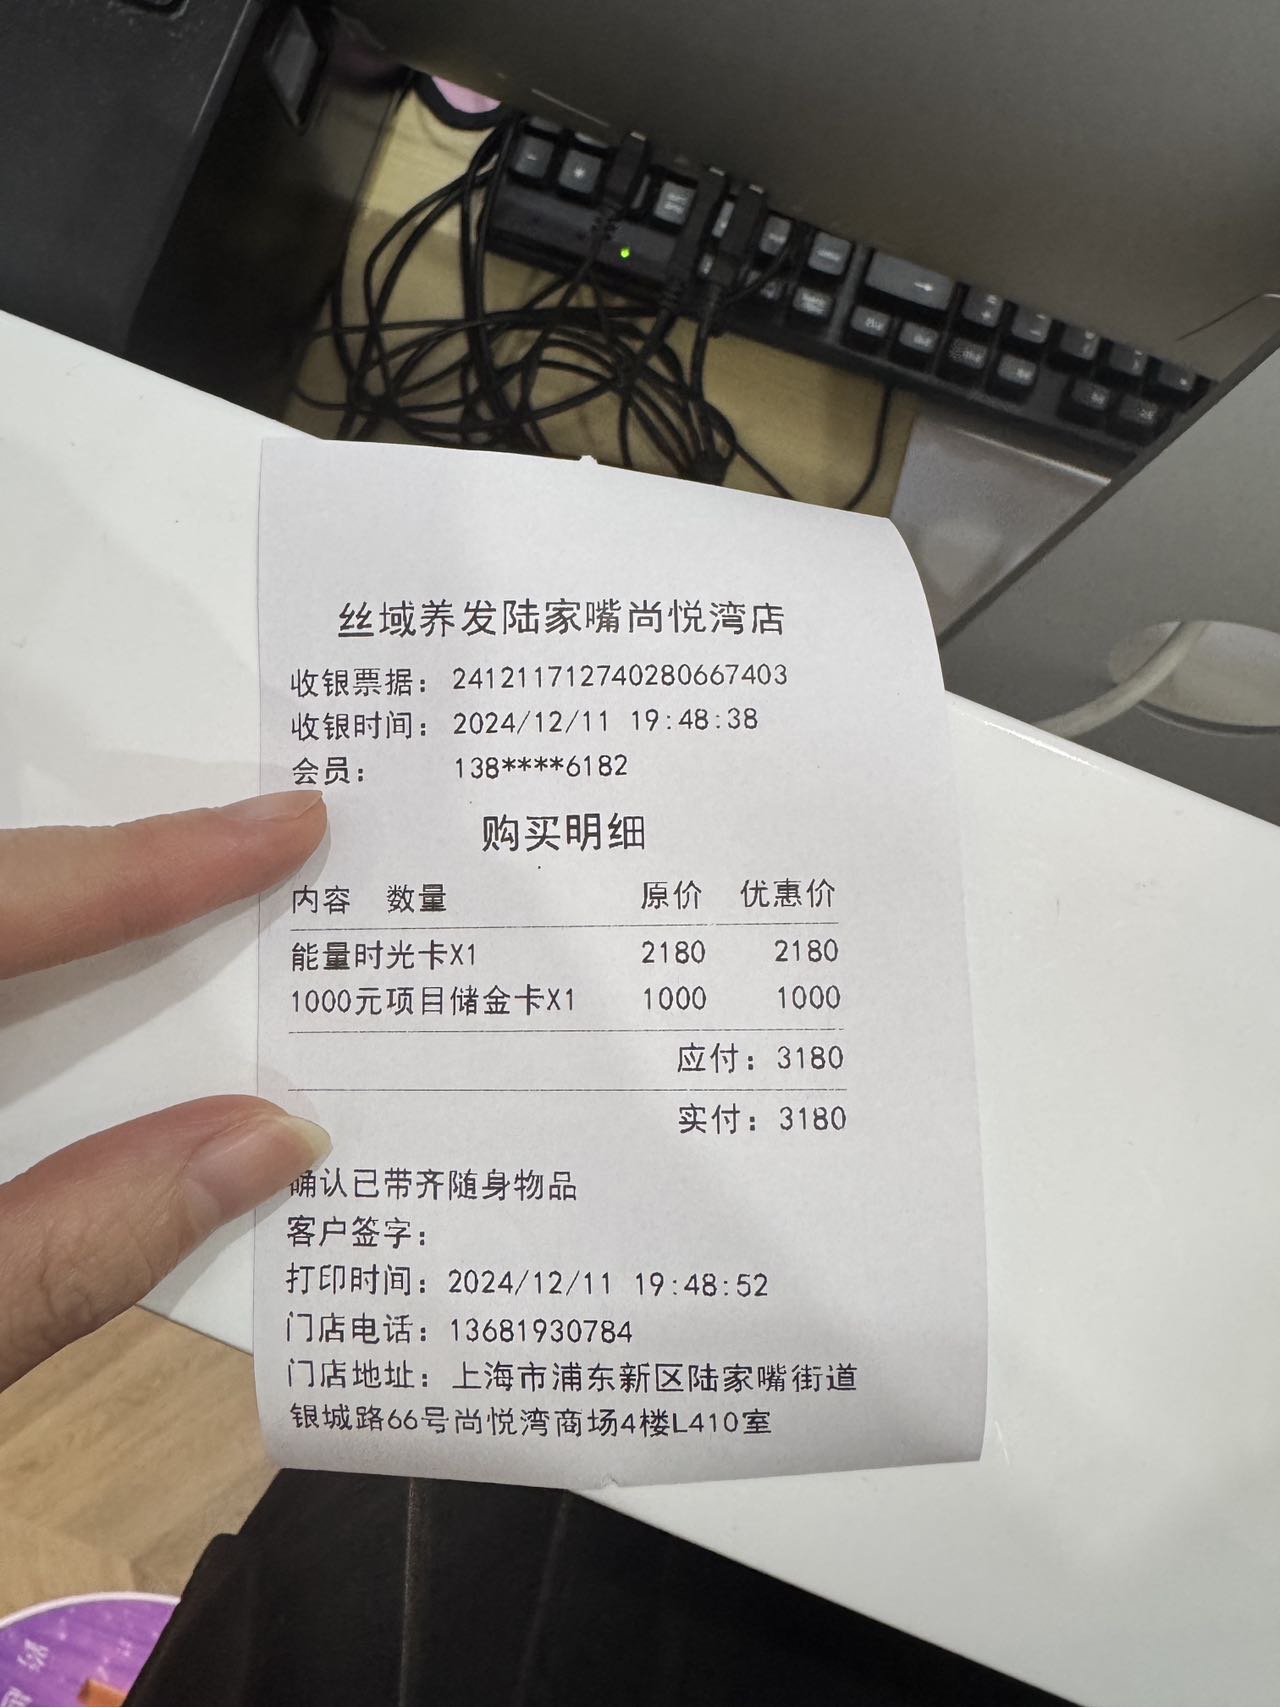 丝域养发陆家嘴尚悦湾店
收银票据：241211712740280667403
收银时间：2024/12/11 19:48:38
会员：138****6182
购买明细
内容 数量 原价 优惠价
能量时光卡X1 2180 2180
1000元项目储金卡X1 1000 1000
应付：3180
实付：3180
确认已带齐随身物品
客户签字：
打印时间：2024/12/11 19:48:52
门店电话：13681930784
门店地址：上海市浦东新区陆家嘴街道
银城路66号尚悦湾商场4楼L410室